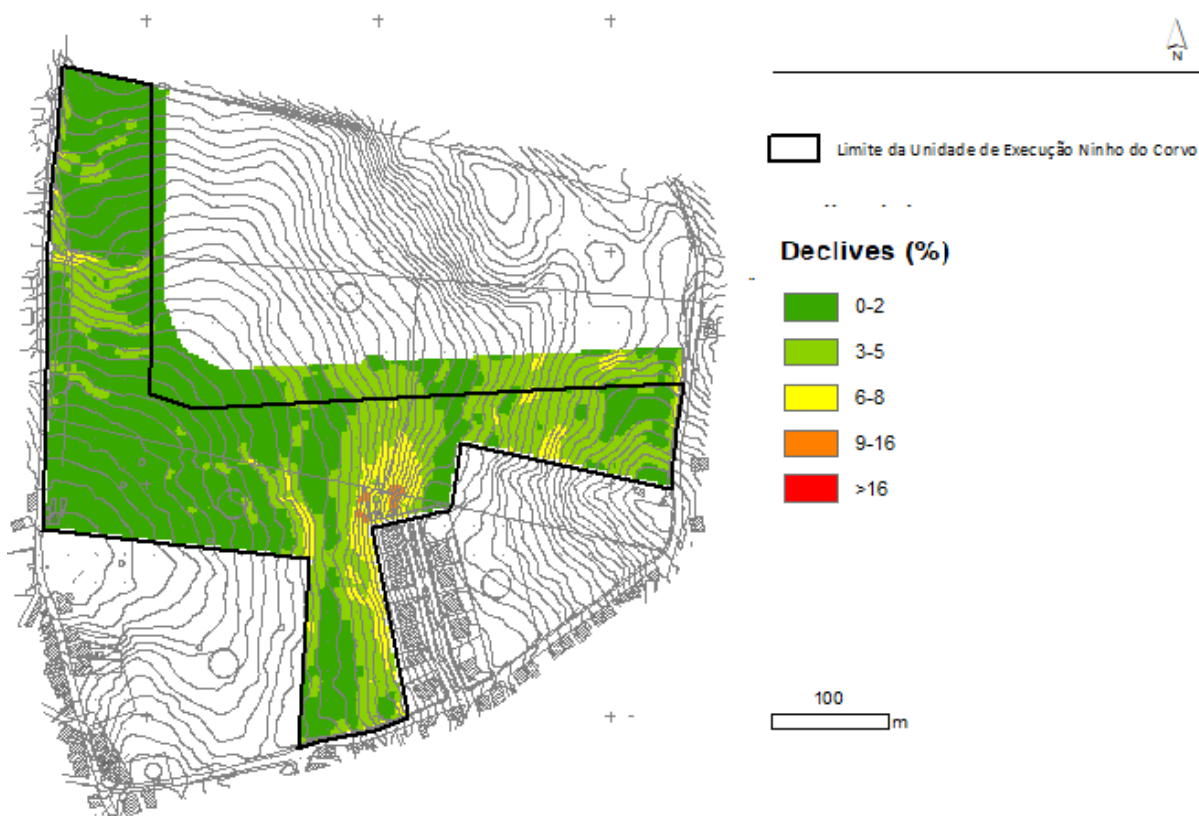 N
Limite da Unidade de Execução Ninho do Corvo
Declives (%)
0-2
3-5
6-8
9-16
>16
100
m